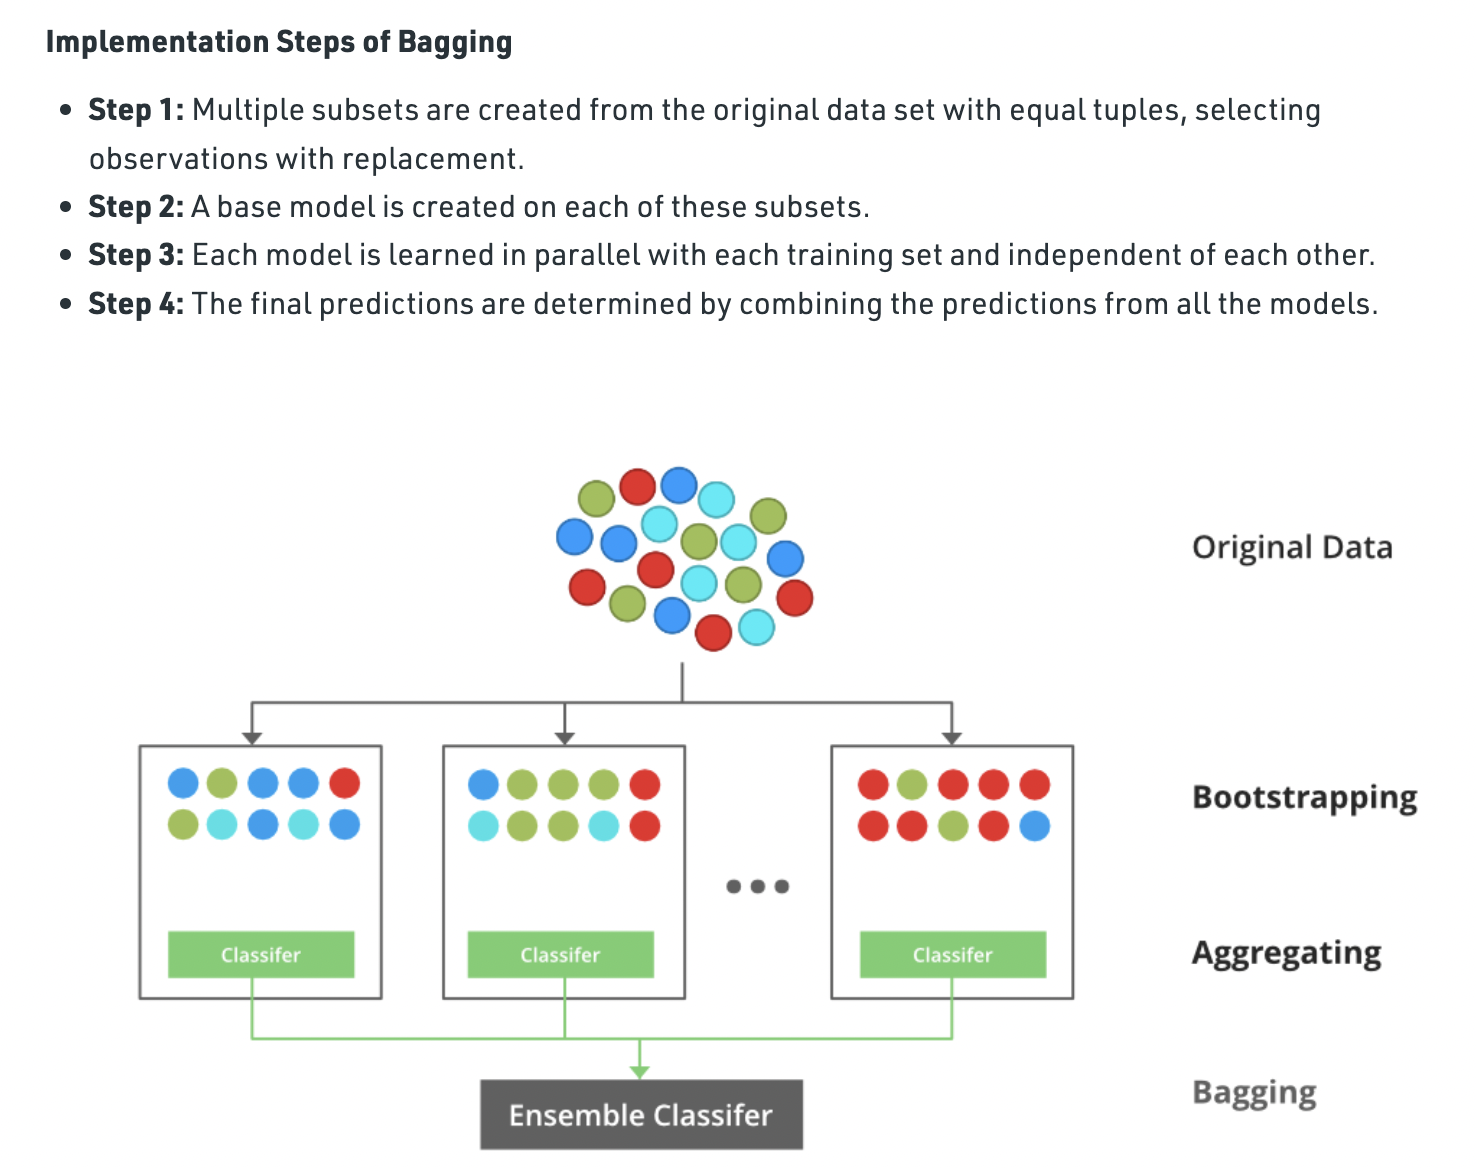 Implementation Steps of Bagging
• Step 1: Multiple subsets are created from the original data set with equal tuples, selecting
observations with replacement.
• Step 2: A base model is created on each of these subsets.
• Step 3: Each model is learned in parallel with each training set and independent of each other.
• Step 4: The final predictions are determined by combining the predictions from all the models.
Original Data
Bootstrapping
Classifer
Classifer
Classifer
Aggregating
Ensemble Classifer
Bagging